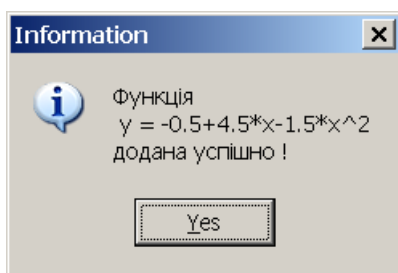 Information
Функція
y = -0.5+4.5*x-1.5*x^2
додана успішно !
Yes